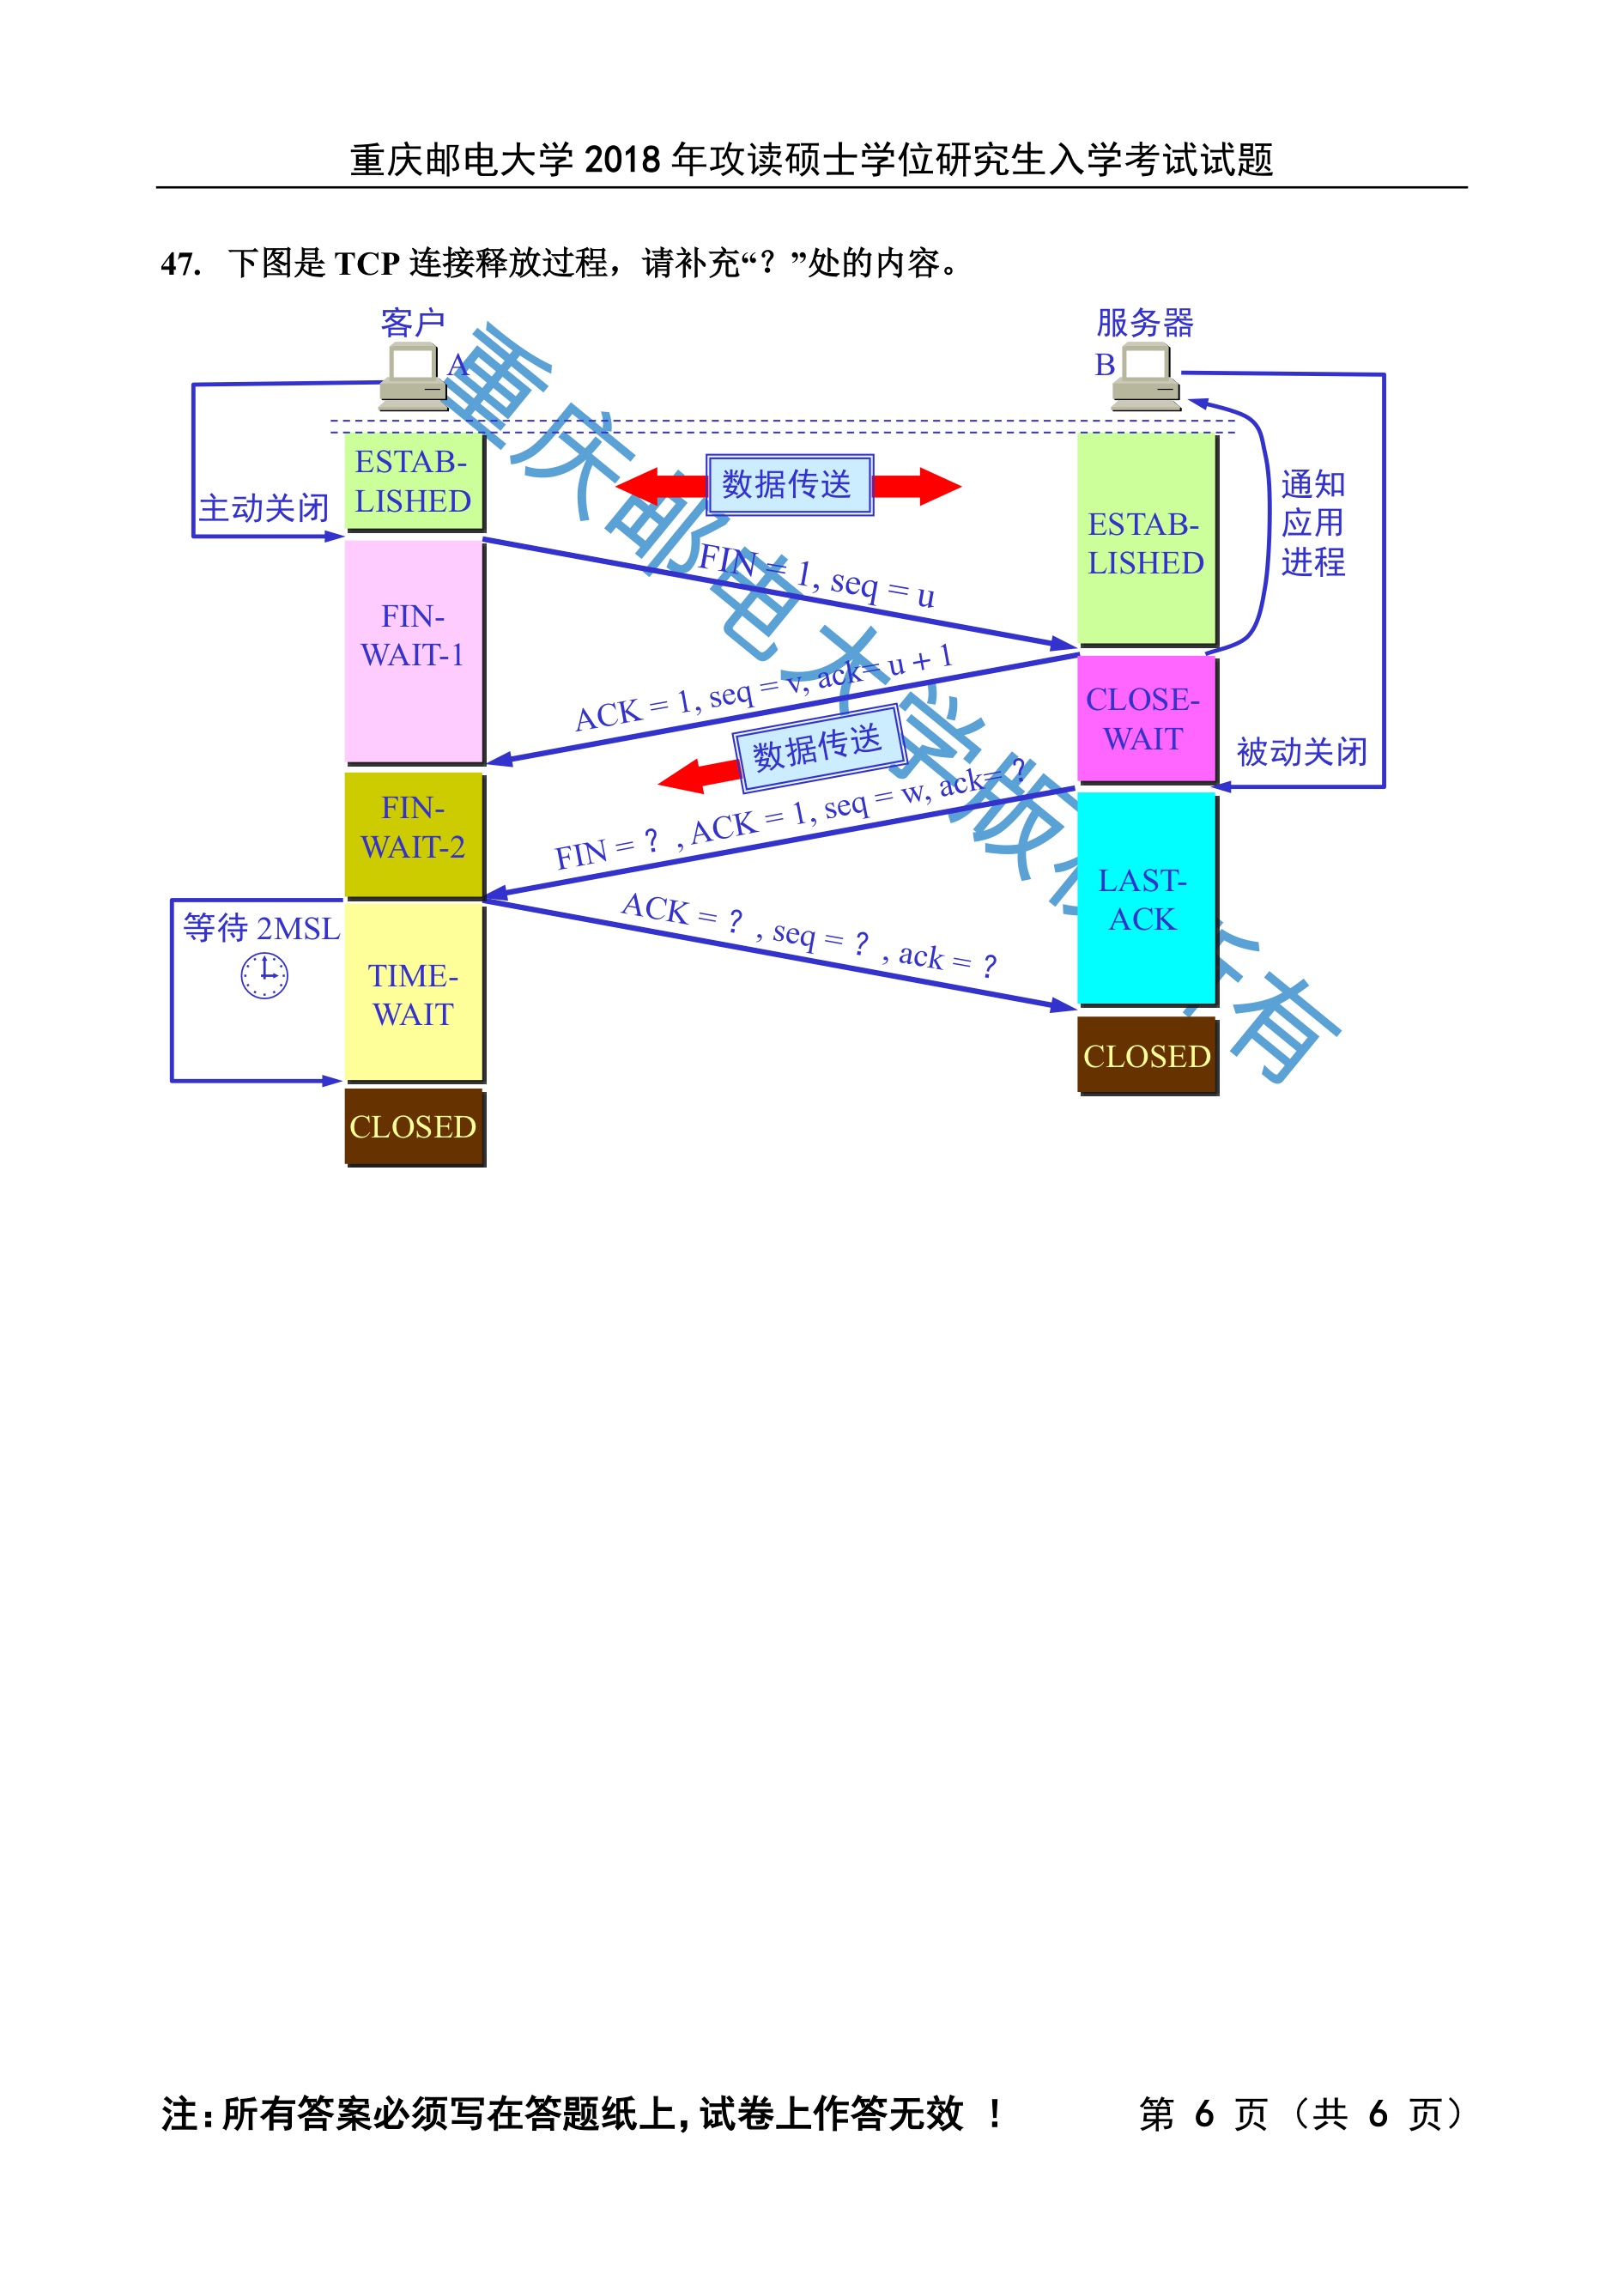 重庆邮电大学 2018 年攻读硕士学位研究生入学考试试题
47. 下图是 TCP 连接释放过程，请补充“？”处的内容。
客户
A
服务器
B
ESTAB-
LISHED
数据传送
主动关闭
ESTAB-
LISHED
通知
应用
进程
FIN = 1, seq = u
FIN-
WAIT-1
ACK = 1, seq = v, ack= u + 1
CLOSE-
WAIT
数据传送
被动关闭
FIN-
WAIT-2
FIN = ？, ACK = 1, seq = w, ack= ？
LAST-
ACK
ACK = ？, seq = ？, ack = ？
等待 2MSL
TIME-
WAIT
CLOSED
CLOSED
重庆邮电大学版权所有
注：所有答案必须写在答题纸上，试卷上作答无效 ！ 第 6 页（共 6 页）